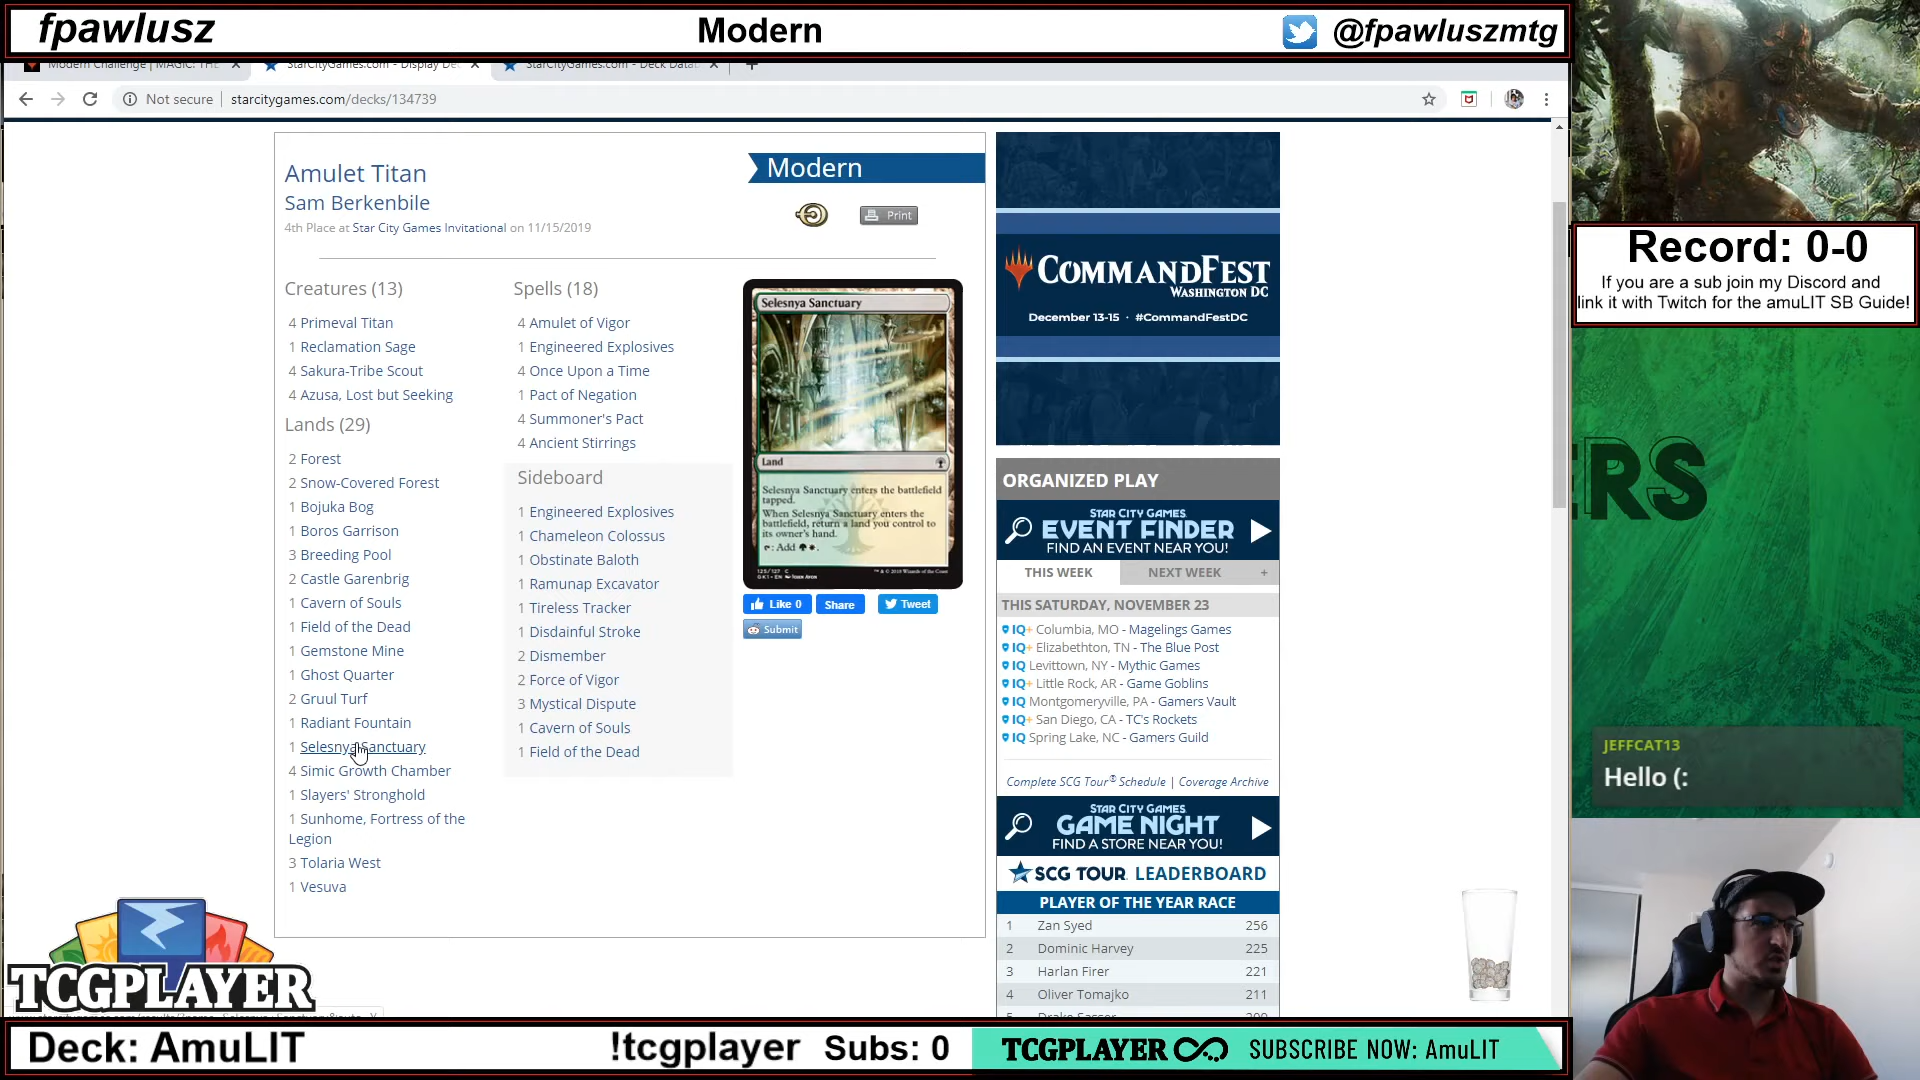 fpawlusz
Modern
@fpawluszmtg
Modern Challenge | MAGIC: THE
StarCityGames.com - Display De
StarCityGames.com - Deck Datab
Not secure
starcitygames.com/decks/134739
Amulet Titan
Sam Berkenbile
4th Place at Star City Games Invitational on 11/15/2019
Modern
Print
Creatures (13)
4 Primeval Titan
1 Reclamation Sage
4 Sakura-Tribe Scout
4 Azusa, Lost but Seeking
Lands (29)
2 Forest
2 Snow-Covered Forest
1 Bojuka Bog
1 Boros Garrison
3 Breeding Pool
2 Castle Garenbrig
1 Cavern of Souls
1 Field of the Dead
1 Gemstone Mine
1 Ghost Quarter
2 Gruul Turf
1 Radiant Fountain
1 Selesnya Sanctuary
4 Simic Growth Chamber
1 Slayers' Stronghold
1 Sunhome, Fortress of the
Legion
3 Tolaria West
1 Vesuva
Spells (18)
4 Amulet of Vigor
1 Engineered Explosives
4 Once Upon a Time
1 Pact of Negation
4 Summoner's Pact
4 Ancient Stirrings
Sideboard
1 Engineered Explosives
1 Chameleon Colossus
1 Obstinate Baloth
1 Ramunap Excavator
1 Tireless Tracker
1 Disdainful Stroke
2 Dismember
2 Force of Vigor
3 Mystical Dispute
1 Cavern of Souls
1 Field of the Dead
Selesnya Sanctuary
Land
Selesnya Sanctuary enters the battlefield
tapped.
When Selesnya Sanctuary enters the
battlefield, return a land you control to
its owner's hand.
: Add
Like 0
Share
Tweet
Submit
COMMANDFEST
WASHINGTON DC
December 13-15 · #CommandFestDC
ORGANIZED PLAY
STAR CITY GAMES
EVENT FINDER
FIND AN EVENT NEAR YOU!
THIS WEEK
NEXT WEEK
+
THIS SATURDAY, NOVEMBER 23
IQ+ Columbia, MO - Magelings Games
IQ+ Elizabethton, TN - The Blue Post
IQ Levittown, NY - Mythic Games
IQ+ Little Rock, AR - Game Goblins
IQ Montgomeryville, PA - Gamers Vault
IQ+ San Diego, CA - TC's Rockets
IQ Spring Lake, NC - Gamers Guild
Complete SCG Tour® Schedule | Coverage Archive
STAR CITY GAMES
GAME NIGHT
FIND A STORE NEAR YOU!
SCG TOUR LEADERBOARD
PLAYER OF THE YEAR RACE
1 Zan Syed 256
2 Dominic Harvey 225
3 Harlan Firer 221
4 Oliver Tomajko 211
Record: 0-0
If you are a sub join my Discord and
link it with Twitch for the amuLIT SB Guide!
ERS
JEFFCAT13
Hello (:
TCGPLAYER
Deck: AmuLIT
!tcgplayer
Subs: 0
TCGPLAYER
SUBSCRIBE NOW: AmuLIT